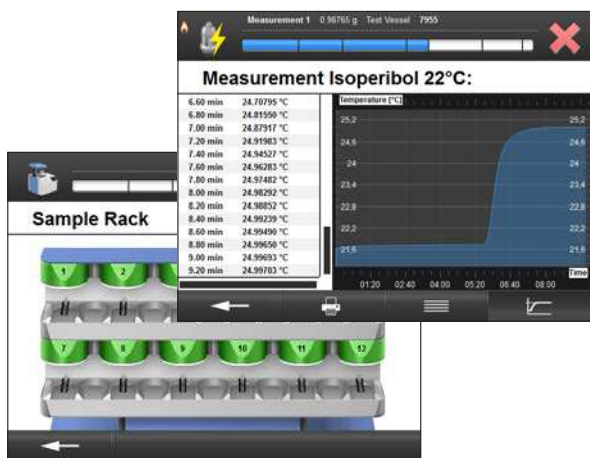 Measurement 1 0.96765 g Test Vessel 7955
Measurement Isoperibol 22°C:
6.60 min 24.70795 °C
6.80 min 24.81550 °C
7.00 min 24.87917 °C
7.20 min 24.91983 °C
7.40 min 24.94527 °C
7.60 min 24.96283 °C
7.80 min 24.97482 °C
8.00 min 24.98292 °C
8.20 min 24.98852 °C
8.40 min 24.99239 °C
8.60 min 24.99490 °C
8.80 min 24.99650 °C
9.00 min 24.99693 °C
9.20 min 24.99703 °C
Temperature [°C]
25,2 25,2
24,6 24,6
24 24
23,4 23,4
22,8 22,8
22,2 22,2
21,6 21,6
Time
01:20 02:40 04:00 05:20 06:40 08:00
Sample Rack
1 2
7 8 9 10 11 12